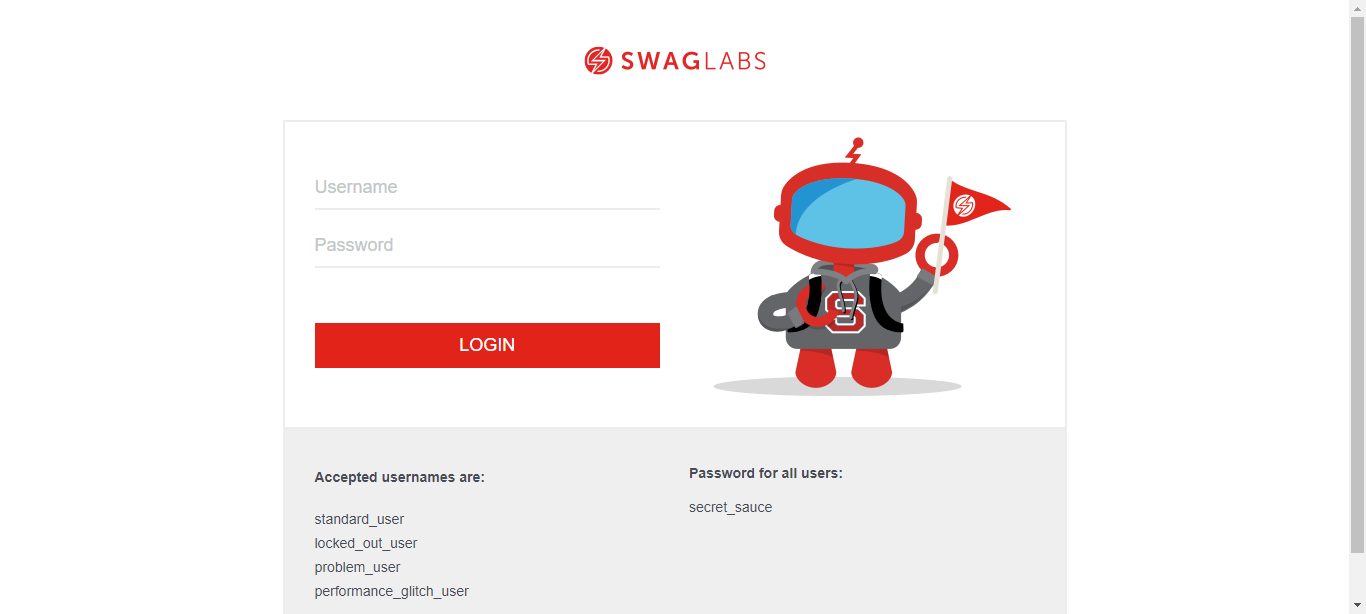 SWAGLABS
Username
Password
LOGIN
S
Accepted usernames are:
standard_user
locked_out_user
problem_user
performance_glitch_user
Password for all users:
secret_sauce